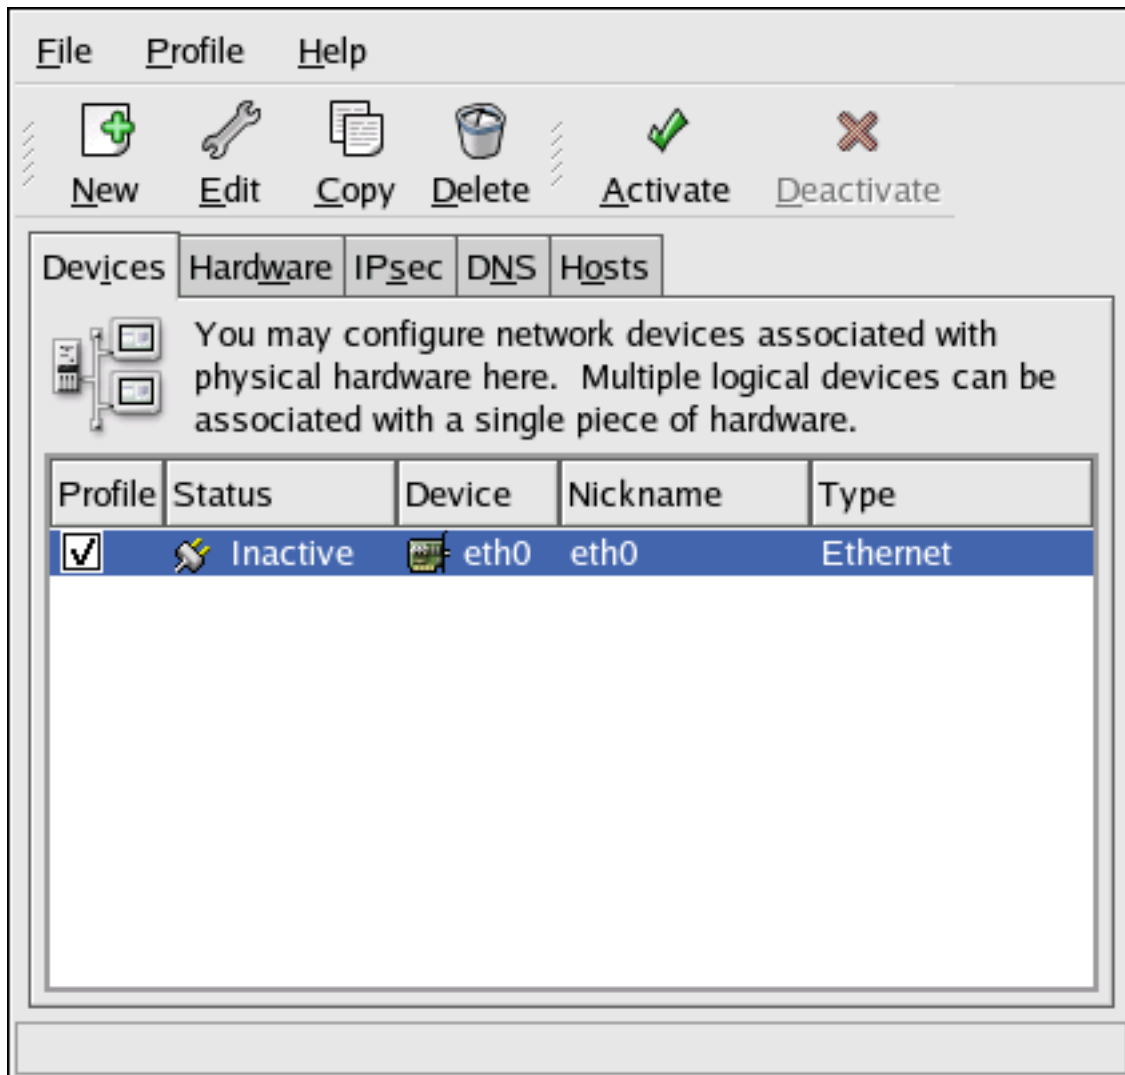 File Profile Help
New Edit Copy Delete Activate Deactivate
Devices Hardware IPsec DNS Hosts
You may configure network devices associated with
physical hardware here.  Multiple logical devices can be
associated with a single piece of hardware.
Profile Status Device Nickname Type
Inactive eth0 eth0 Ethernet